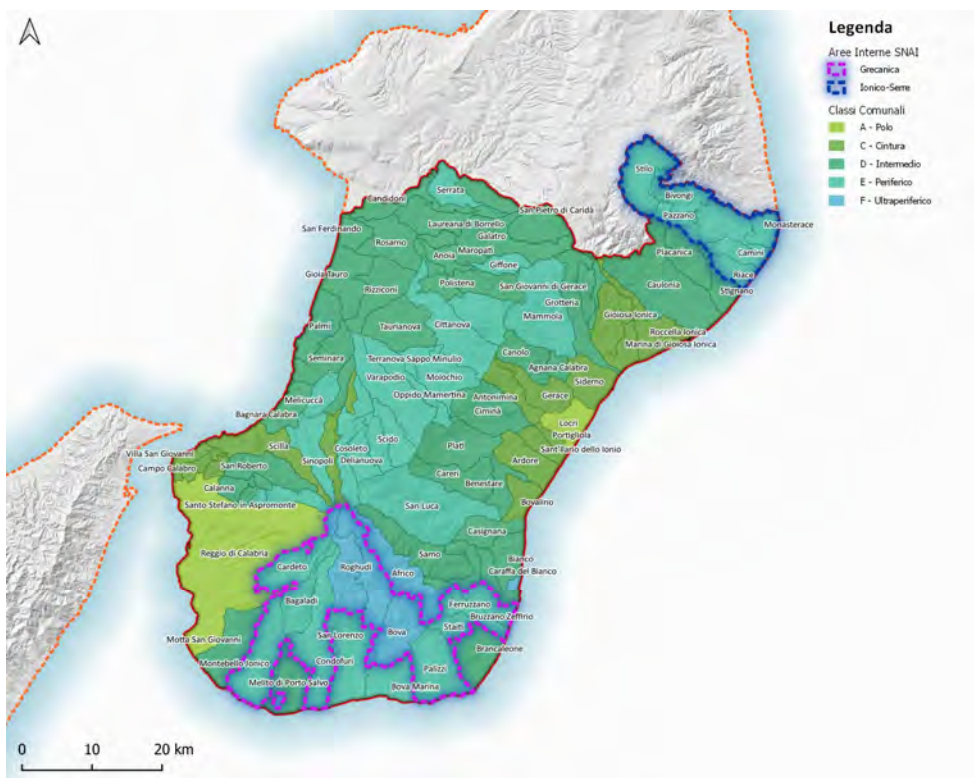 Legenda
Aree Interne SNAI
Grecanica
Ionico-Serre
Classi Comunali
A - Polo
C - Cintura
D - Intermedio
E - Periferico
F - Ultraperiferico
Stilo
Serrata
Bivongi
Candidoni
San Pietro di Caridà
Pazzano
Laureana di Borrello
Monasterace
San Ferdinando
Galatro
Rosarno
Maropati
Placanica
Camini
Anoia
Giffone
Gioia Tauro
Riace
Polistena
San Giovanni di Gerace
Caulonia
Rizziconi
Stignano
Grotteria
Mammola
Gioiosa Ionica
Palmi
Taurianova
Cittanova
Roccella Ionica
Marina di Gioiosa Ionica
Canolo
Seminara
Terranova Sappo Minulio
Agnana Calabra
Varapodio
Molochio
Siderno
Oppido Mamertina
Antonimina
Gerace
Melicuccà
Ciminà
Bagnara Calabra
Locri
Portigliola
Scido
Scilla
Cosoleto
Platì
Sant'Ilario dello Ionio
Villa San Giovanni
Sinopoli
Delianuova
Ardore
Campo Calabro
San Roberto
Careri
Benestare
Calanna
Santo Stefano in Aspromonte
San Luca
Bovalino
Casignana
Reggio di Calabria
Samo
Bianco
Cardeto
Roghudi
Africo
Caraffa del Bianco
Bagaladi
Ferruzzano
Bruzzano Zeffirio
Staiti
Motta San Giovanni
San Lorenzo
Bova
Brancaleone
Montebello Jonico
Condofuri
Palizzi
Melito di Porto Salvo
Bova Marina
0 10 20 km